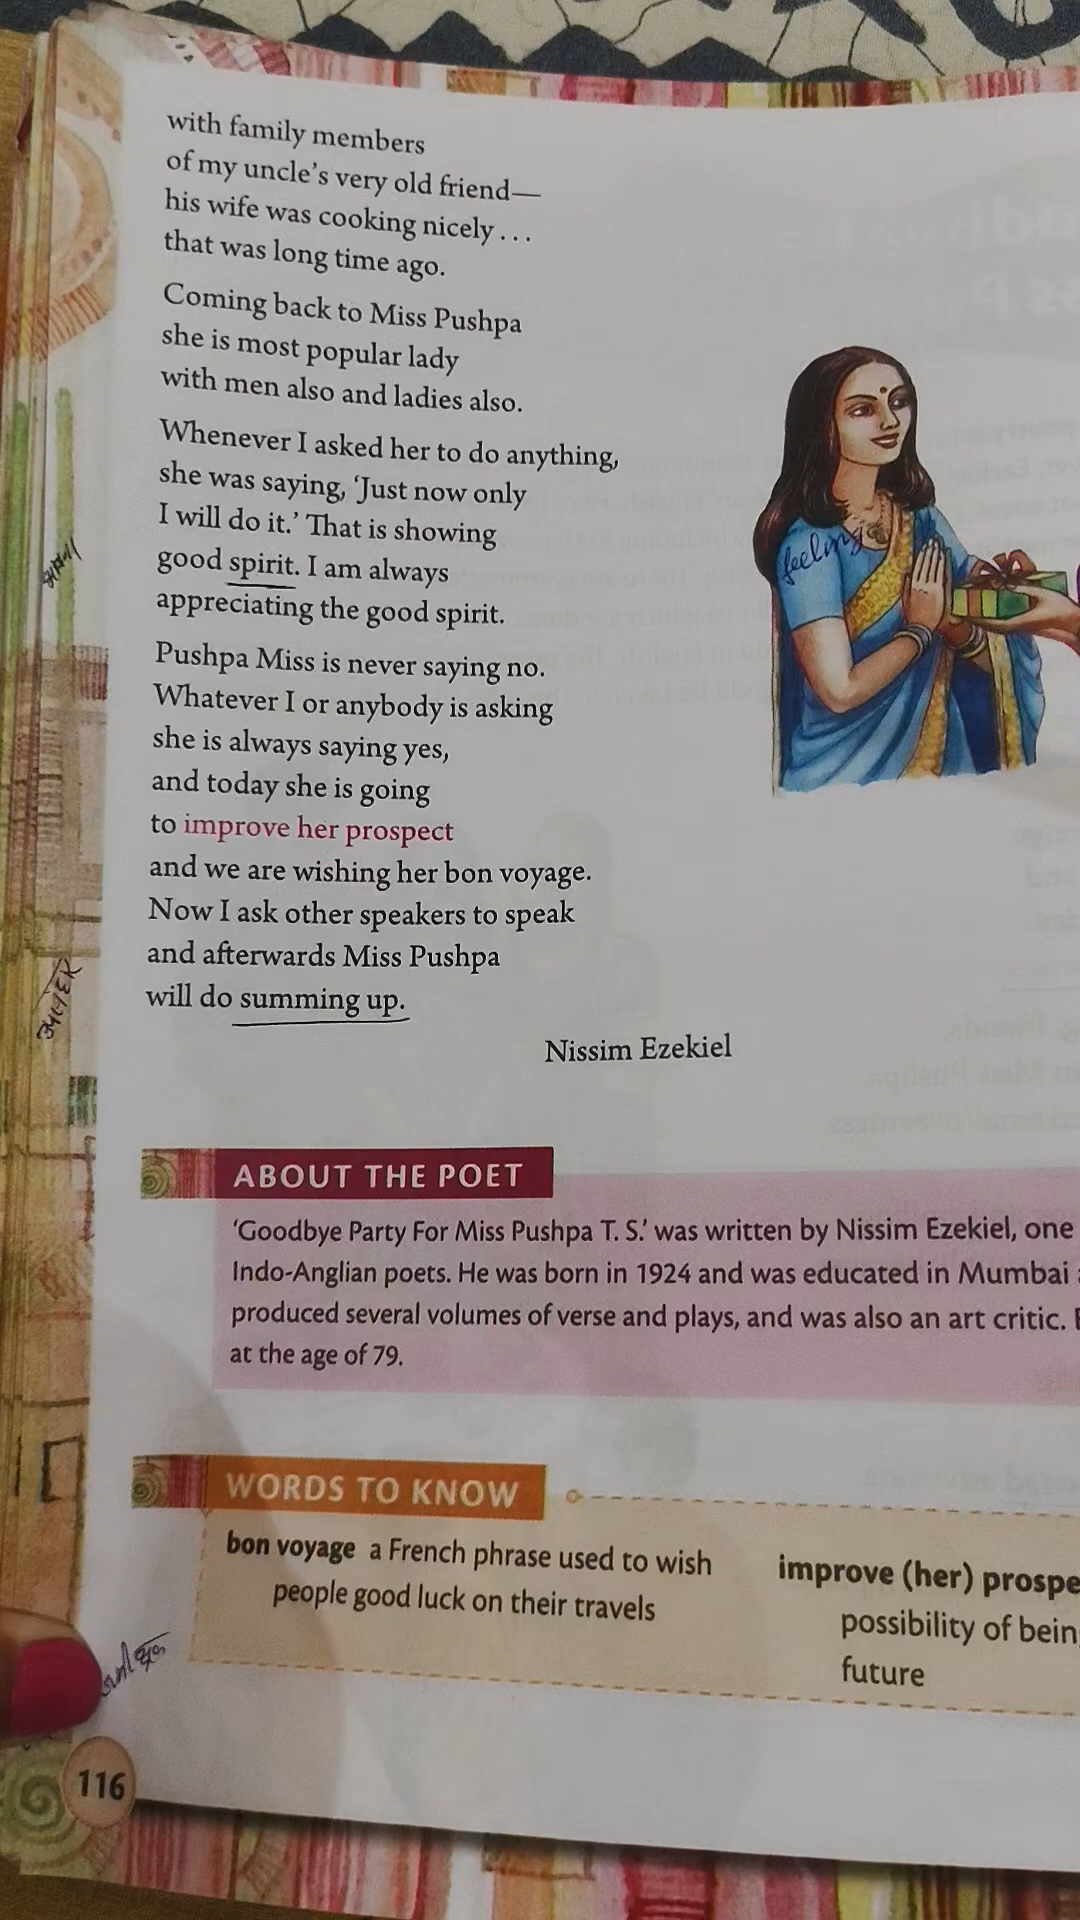 with family members
of my uncle's very old friend—
his wife was cooking nicely . . .
that was long time ago.
Coming back to Miss Pushpa
she is most popular lady
with men also and ladies also.
Whenever I asked her to do anything,
she was saying, 'Just now only
I will do it.' That is showing
good spirit. I am always
appreciating the good spirit.
feeling
Pushpa Miss is never saying no.
Whatever I or anybody is asking
she is always saying yes,
and today she is going
to improve her prospect
and we are wishing her bon voyage.
Now I ask other speakers to speak
and afterwards Miss Pushpa
will do summing up.
Nissim Ezekiel
ABOUT THE POET
'Goodbye Party For Miss Pushpa T. S.' was written by Nissim Ezekiel, one
Indo-Anglian poets. He was born in 1924 and was educated in Mumbai
produced several volumes of verse and plays, and was also an art critic.
at the age of 79.
WORDS TO KNOW
bon voyage a French phrase used to wish
people good luck on their travels
improve (her) prospe
possibility of bein
future
116